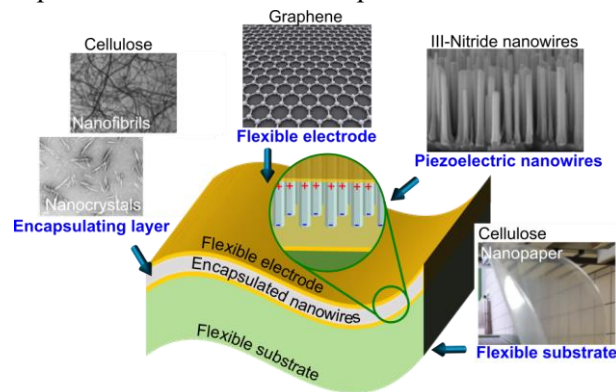 Graphene
Cellulose
III-Nitride nanowires
Nanofibrils
Flexible electrode
Piezoelectric nanowires
Nanocrystals
Encapsulating layer
+ + + + + +
- - - - - - -
Cellulose
Nanopaper
Flexible electrode
Encapsulated nanowires
Flexible substrate
Flexible substrate